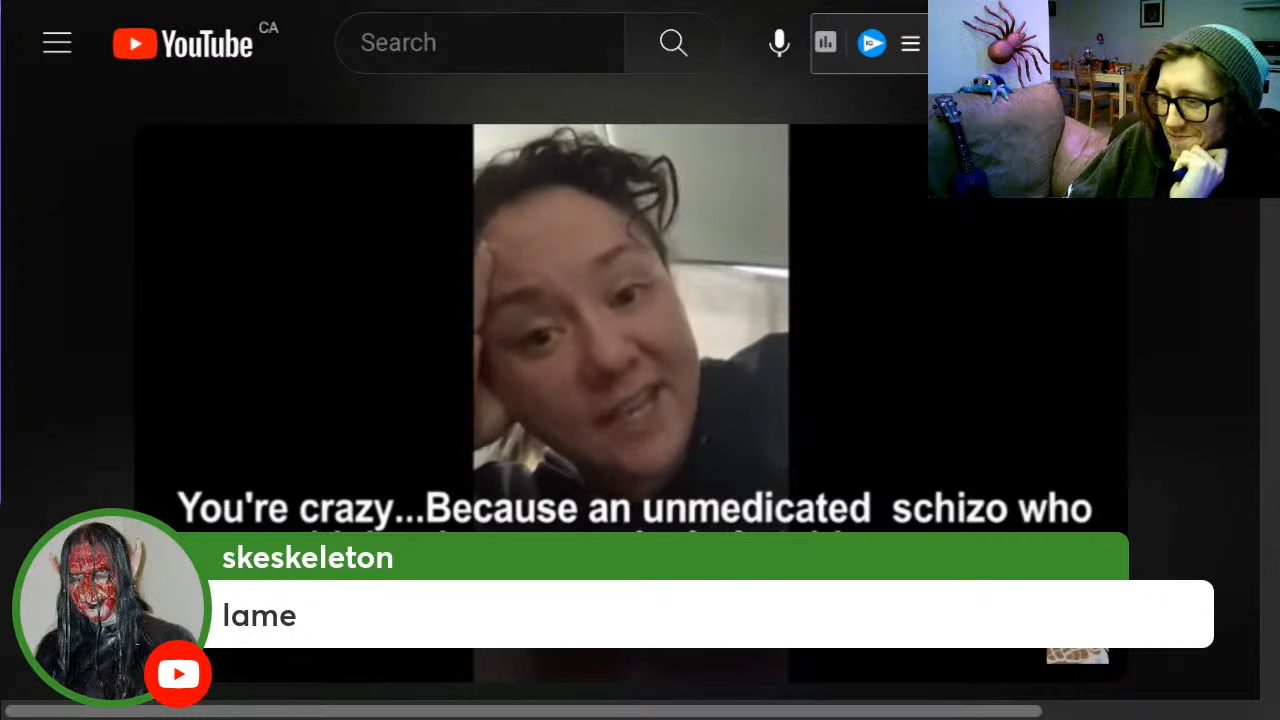 YouTube CA
Search
You're crazy...Because an unmedicated schizo who
skeskeleton
lame